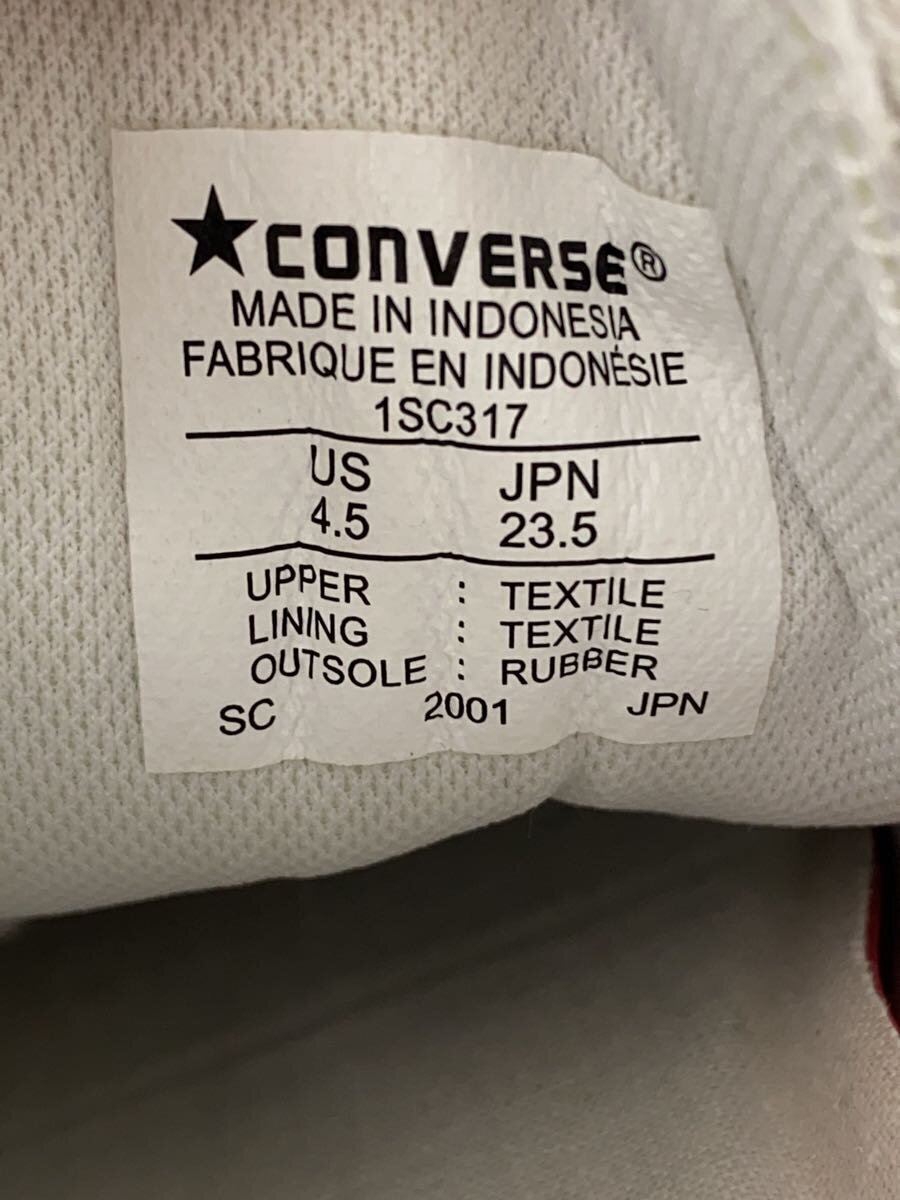 ★CONVERSE®
MADE IN INDONESIA
FABRIQUE EN INDONÉSIE
1SC317
US JPN
4.5 23.5
UPPER : TEXTILE
LINING : TEXTILE
OUTSOLE : RUBBER
SC 2001 JPN